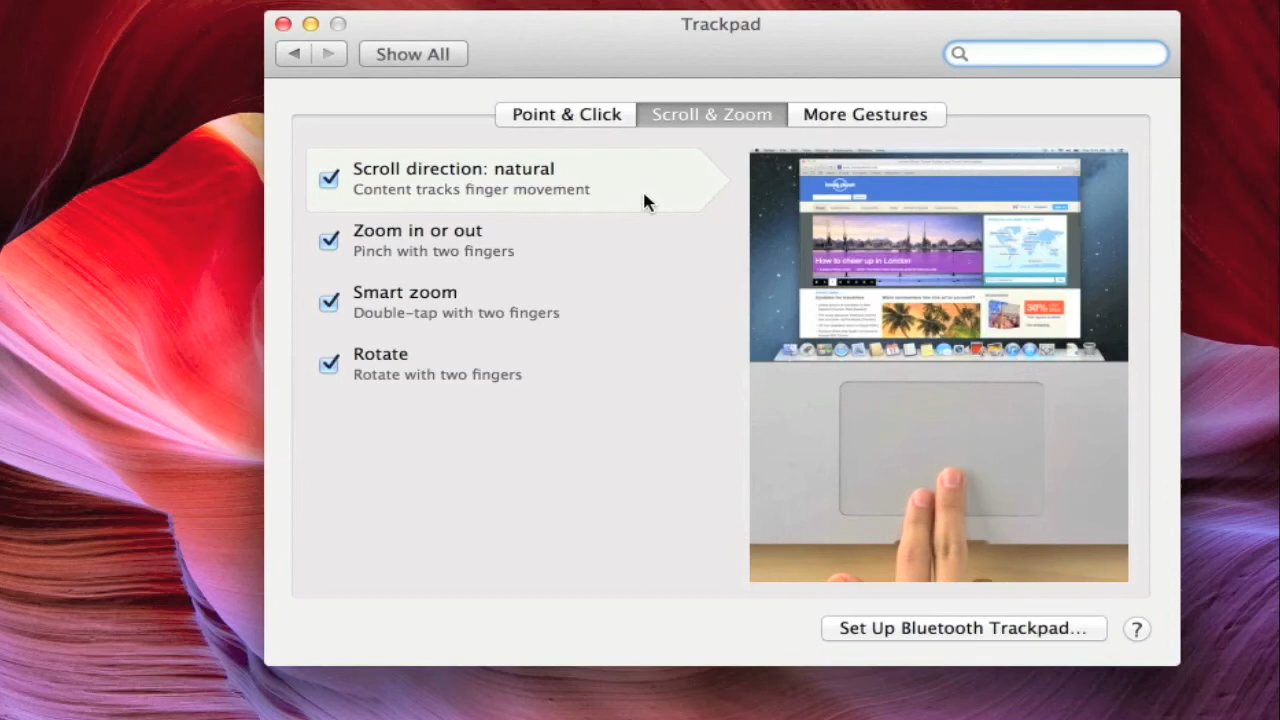 Trackpad
Show All
Point & Click
Scroll & Zoom
More Gestures
Scroll direction: natural
Content tracks finger movement
Zoom in or out
Pinch with two fingers
Smart zoom
Double-tap with two fingers
Rotate
Rotate with two fingers
lonely planet
How to cheer up in London
30%
Set Up Bluetooth Trackpad...
?